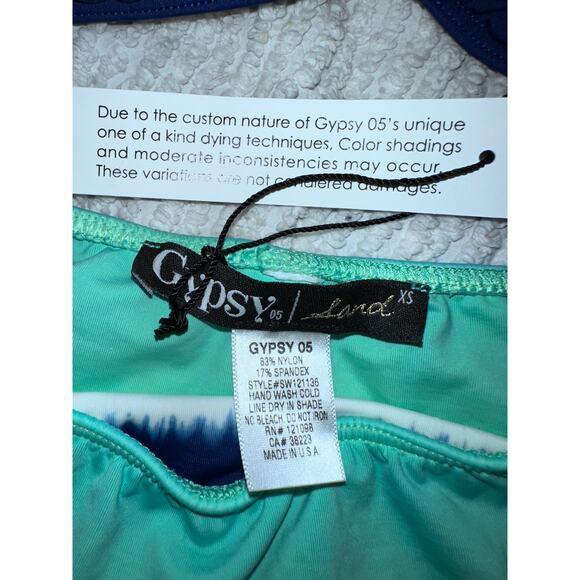 Due to the custom nature of Gypsy 05's unique
one of a kind dying techniques, Color shadings
and moderate inconsistencies may occur.
These variations are not considered damages.
Gypsy 05 / Sand XS
GYPSY 05
83% NYLON
17% SPANDEX
STYLE#SW121136
HAND WASH COLD
LINE DRY IN SHADE
NO BLEACH. DO NOT IRON
RN# 121098
CA# 38223
MADE IN U.S.A